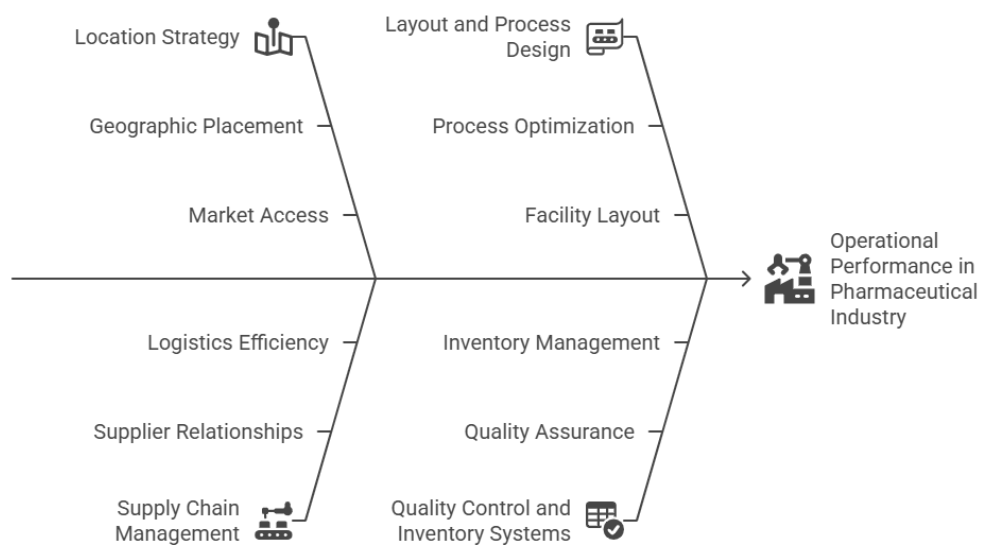 Location Strategy
Layout and Process
Design
Geographic Placement
Process Optimization
Market Access
Facility Layout
Operational
Performance in
Pharmaceutical
Industry
Logistics Efficiency
Inventory Management
Supplier Relationships
Quality Assurance
Supply Chain
Management
Quality Control and
Inventory Systems